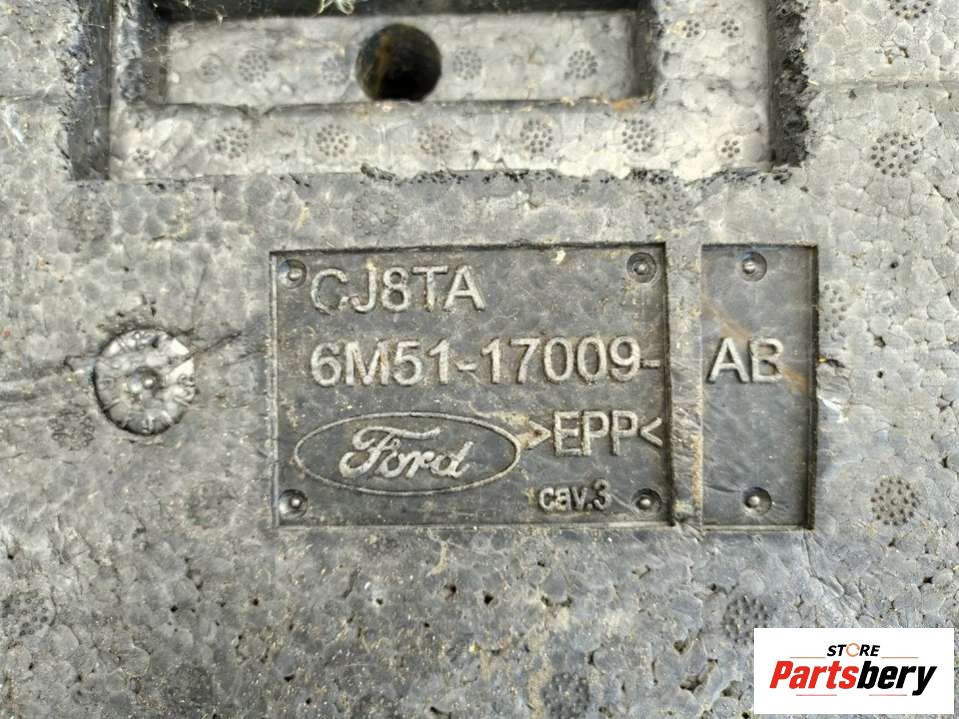 CJ8TA
6M51-17009- AB
Ford >EPP<
cav.3
STORE
Partsbery